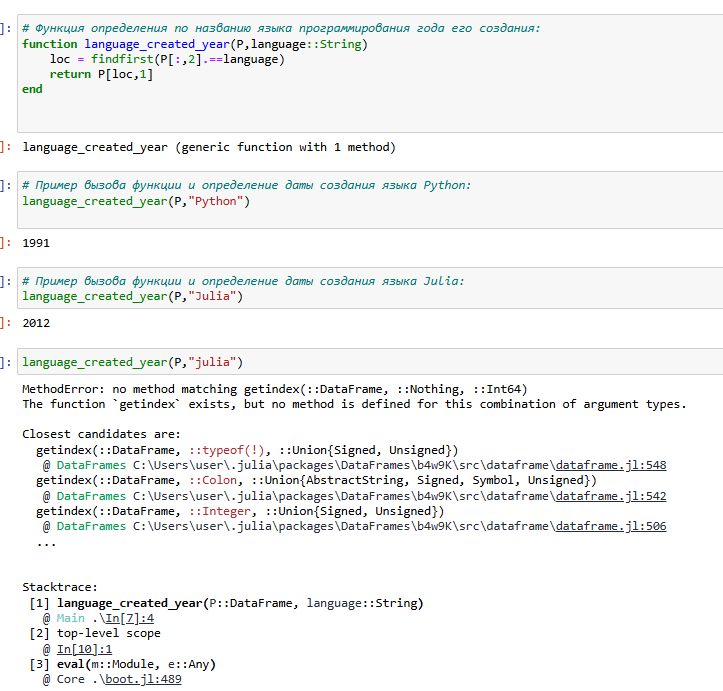 ]: # Функция определения по названию языка программирования года его создания:
function language_created_year(P,language::String)
    loc = findfirst(P[:,2].==language)
    return P[loc,1]
end
]: language_created_year (generic function with 1 method)
]: # Пример вызова функции и определение даты создания языка Python:
language_created_year(P,"Python")
]: 1991
]: # Пример вызова функции и определение даты создания языка Julia:
language_created_year(P,"Julia")
]: 2012
]: language_created_year(P,"julia")
MethodError: no method matching getindex(::DataFrame, ::Nothing, ::Int64)
The function `getindex` exists, but no method is defined for this combination of argument types.
Closest candidates are:
  getindex(::DataFrame, ::typeof(!), ::Union{Signed, Unsigned})
   @ DataFrames C:\Users\user\.julia\packages\DataFrames\b4w9K\src\dataframe\dataframe.jl:548
  getindex(::DataFrame, ::Colon, ::Union{AbstractString, Signed, Symbol, Unsigned})
   @ DataFrames C:\Users\user\.julia\packages\DataFrames\b4w9K\src\dataframe\dataframe.jl:542
  getindex(::DataFrame, ::Integer, ::Union{Signed, Unsigned})
   @ DataFrames C:\Users\user\.julia\packages\DataFrames\b4w9K\src\dataframe\dataframe.jl:506
  ...
Stacktrace:
 [1] language_created_year(P::DataFrame, language::String)
   @ Main .\In[7]:4
 [2] top-level scope
   @ In[10]:1
 [3] eval(m::Module, e::Any)
   @ Core .\boot.jl:489